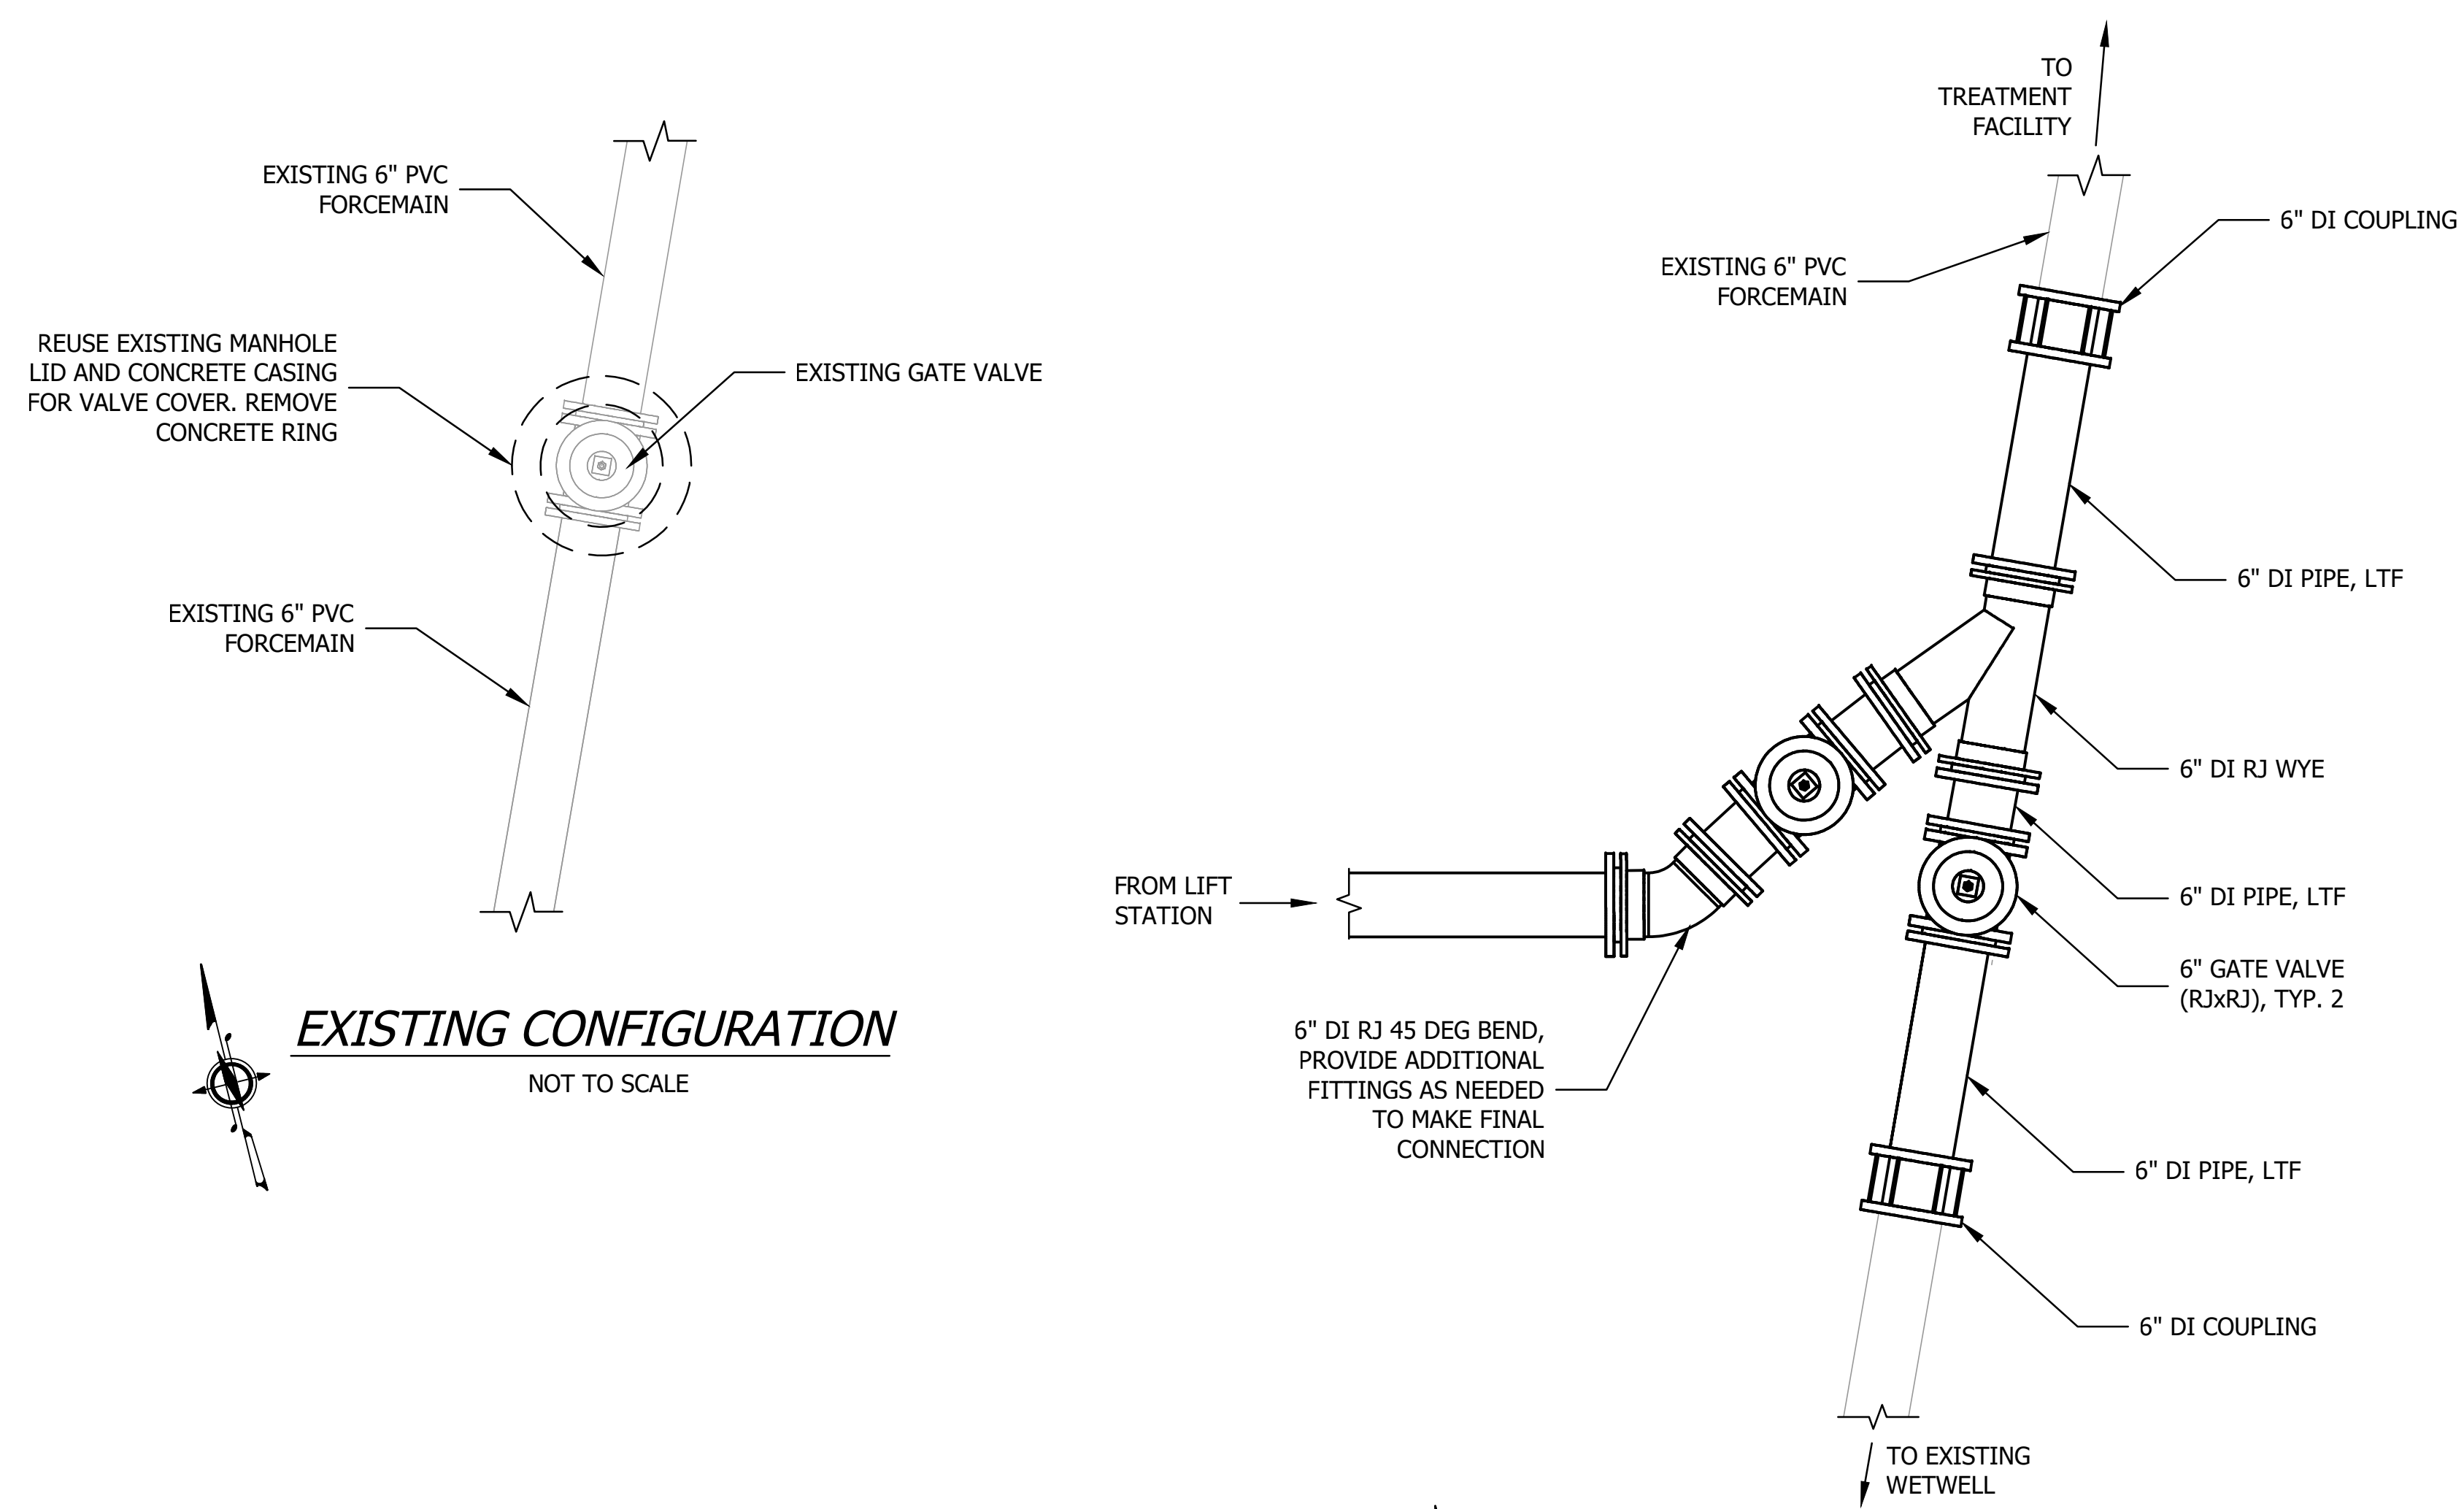 EXISTING 6" PVC
FORCEMAIN
REUSE EXISTING MANHOLE
LID AND CONCRETE CASING
FOR VALVE COVER. REMOVE
CONCRETE RING
EXISTING GATE VALVE
EXISTING 6" PVC
FORCEMAIN
EXISTING CONFIGURATION
NOT TO SCALE
TO
TREATMENT
FACILITY
6" DI COUPLING
EXISTING 6" PVC
FORCEMAIN
6" DI PIPE, LTF
6" DI RJ WYE
FROM LIFT
STATION
6" DI PIPE, LTF
6" GATE VALVE
(RJxRJ), TYP. 2
6" DI RJ 45 DEG BEND,
PROVIDE ADDITIONAL
FITTINGS AS NEEDED
TO MAKE FINAL
CONNECTION
6" DI PIPE, LTF
6" DI COUPLING
TO EXISTING
WETWELL